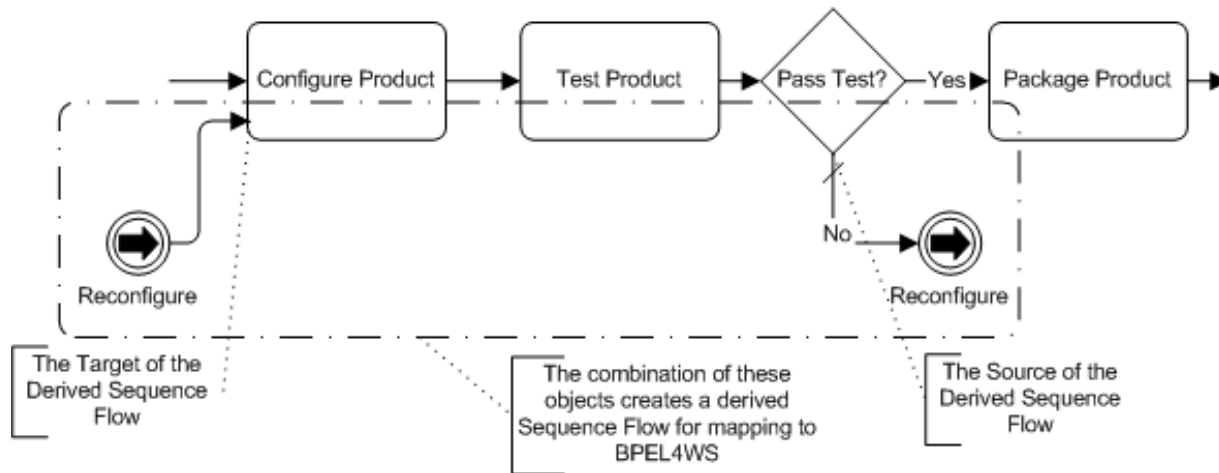 Configure Product
Test Product
Pass Test?
Yes
Package Product
No
Reconfigure
Reconfigure
The Target of the
Derived Sequence
Flow
The combination of these
objects creates a derived
Sequence Flow for mapping to
BPEL4WS
The Source of the
Derived Sequence
Flow